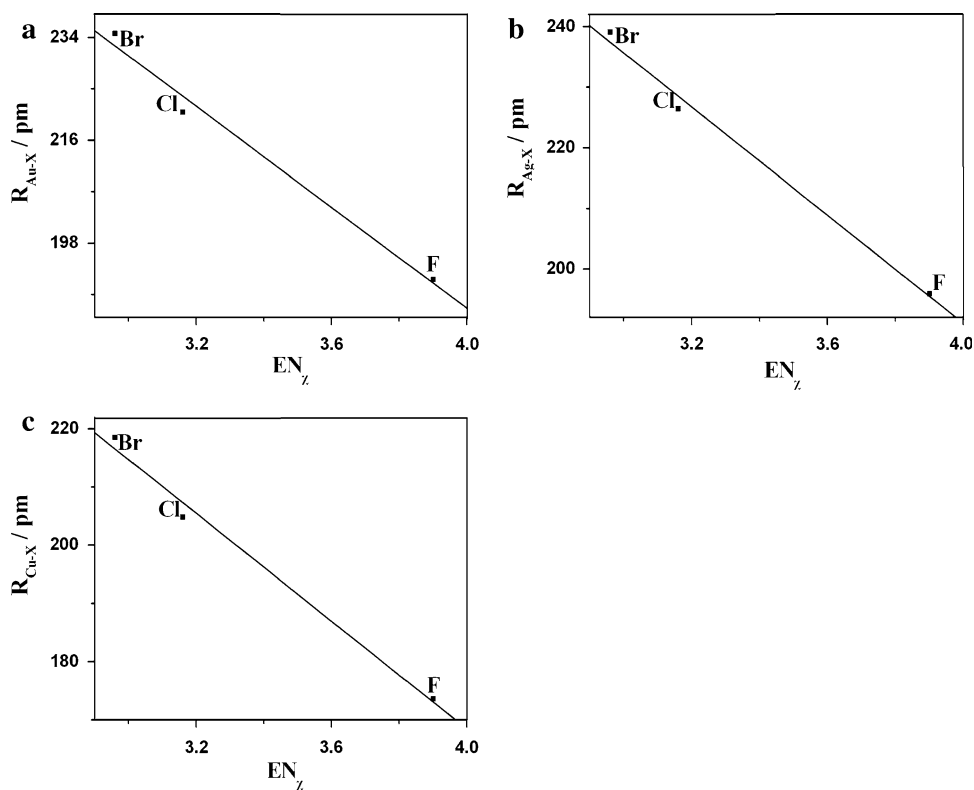 a
234
216
198
R_Au-X / pm
Br
Cl
F
3.2 3.6 4.0
EN_χ
b
240
220
200
R_Ag-X / pm
Br
Cl
F
3.2 3.6 4.0
EN_χ
c
220
200
180
R_Cu-X / pm
Br
Cl
F
3.2 3.6 4.0
EN_χ